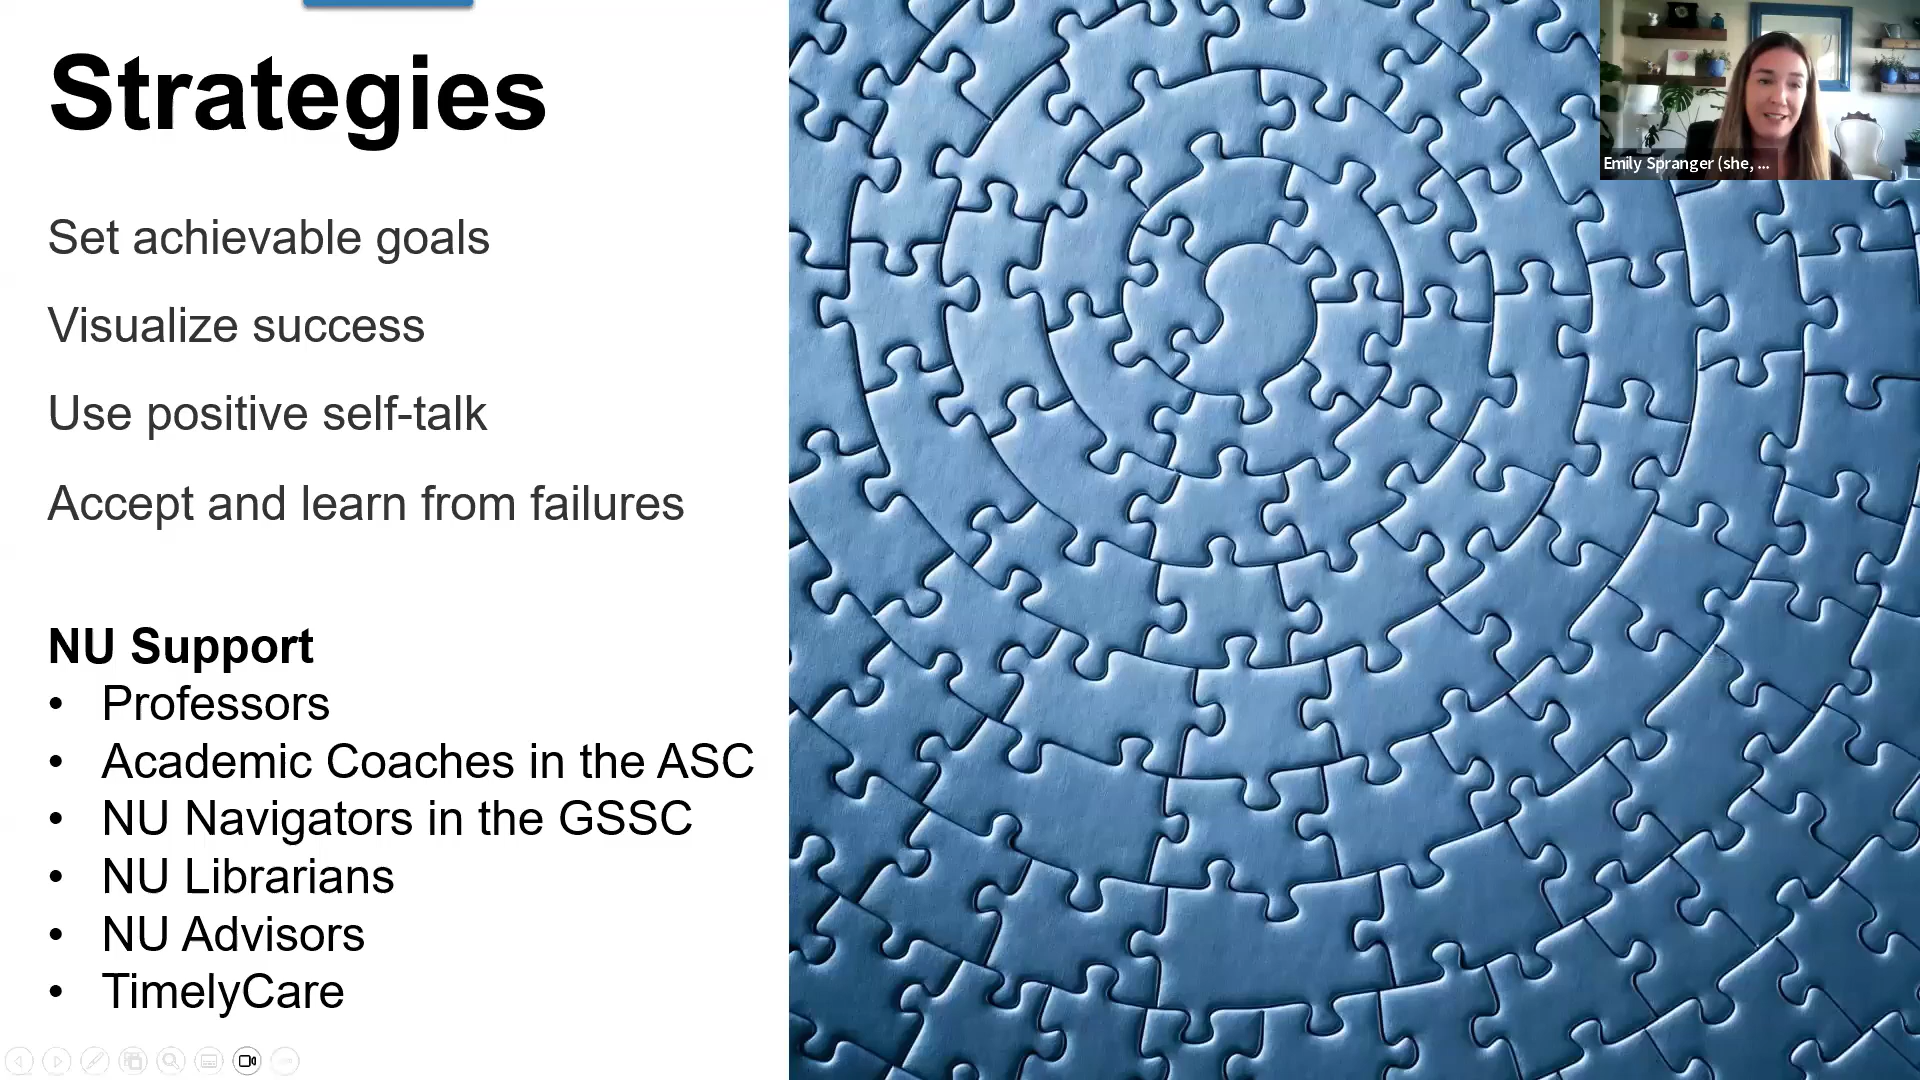 Strategies
Set achievable goals
Visualize success
Use positive self-talk
Accept and learn from failures
NU Support
• Professors
• Academic Coaches in the ASC
• NU Navigators in the GSSC
• NU Librarians
• NU Advisors
• TimelyCare
Emily Spranger (she, ...